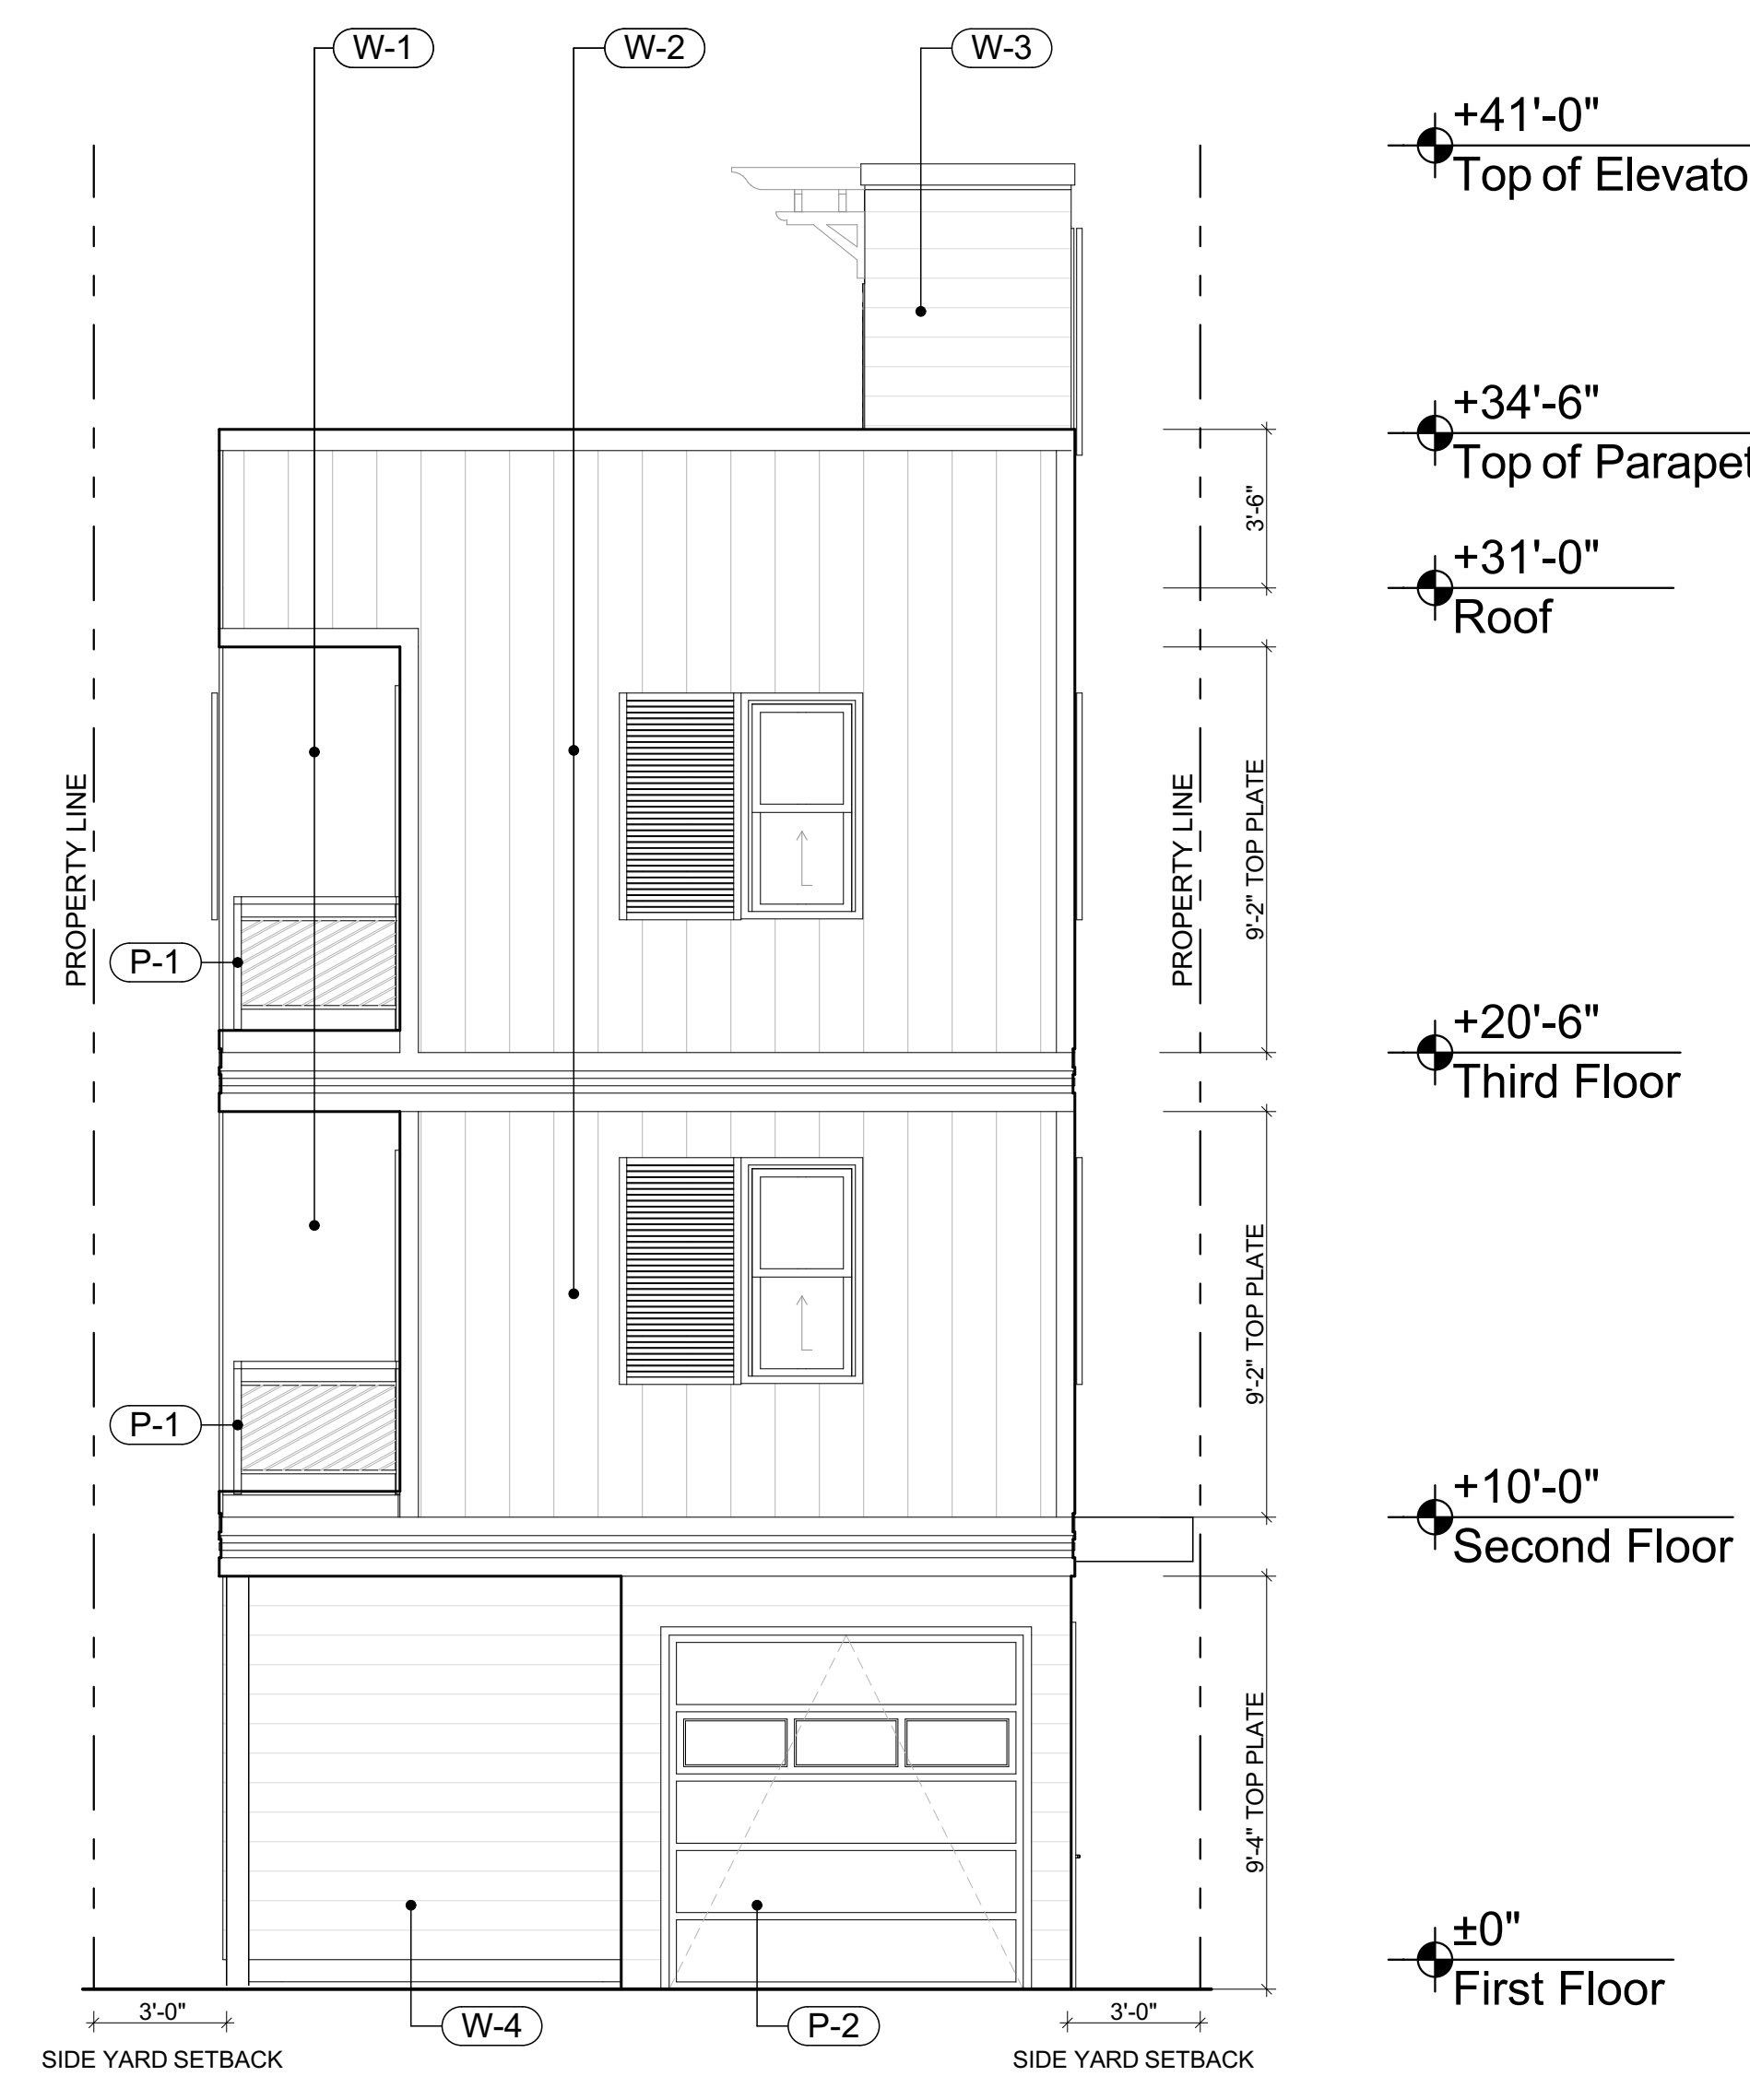 W-1
W-2
W-3
+41'-0"
Top of Elevato
+34'-6"
Top of Parapet
3'-6"
+31'-0"
Roof
PROPERTY LINE
PROPERTY LINE
9'-2" TOP PLATE
P-1
+20'-6"
Third Floor
9'-2" TOP PLATE
P-1
+10'-0"
Second Floor
9'-4" TOP PLATE
±0"
First Floor
3'-0"
3'-0"
W-4
P-2
SIDE YARD SETBACK
SIDE YARD SETBACK